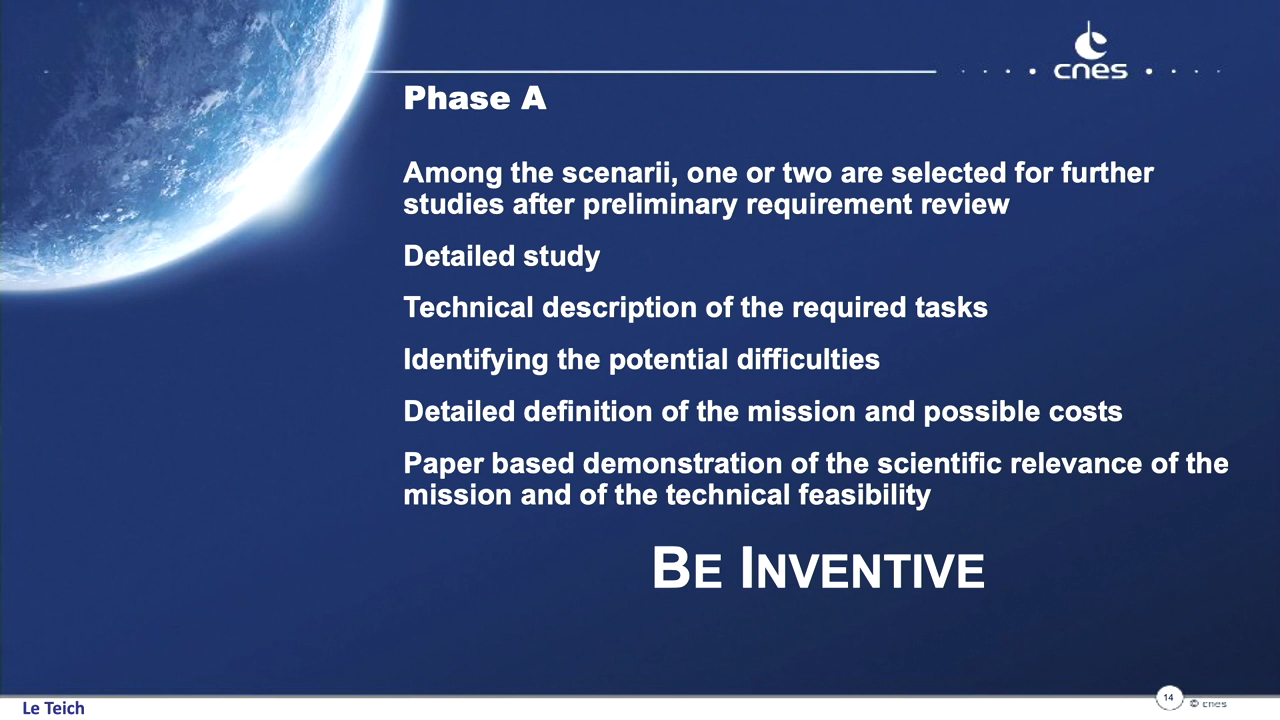 cnes
Phase A
Among the scenarii, one or two are selected for further
studies after preliminary requirement review
Detailed study
Technical description of the required tasks
Identifying the potential difficulties
Detailed definition of the mission and possible costs
Paper based demonstration of the scientific relevance of the
mission and of the technical feasibility
BE INVENTIVE
Le Teich
14
© cnes